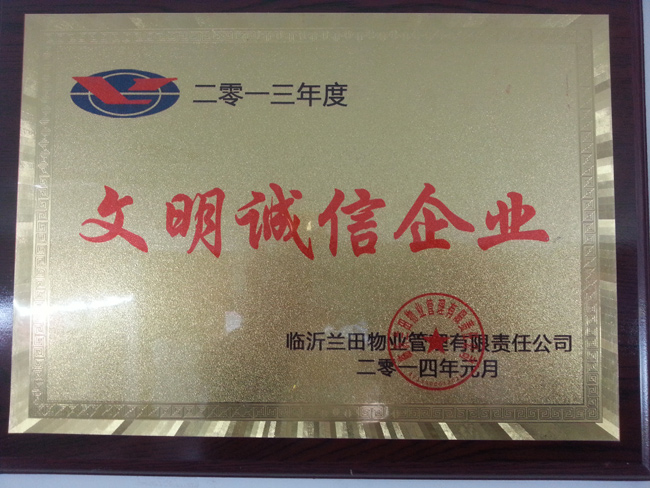 二零一三年度
文明诚信企业
临沂兰田物业管理有限责任公司
二零一四年元月